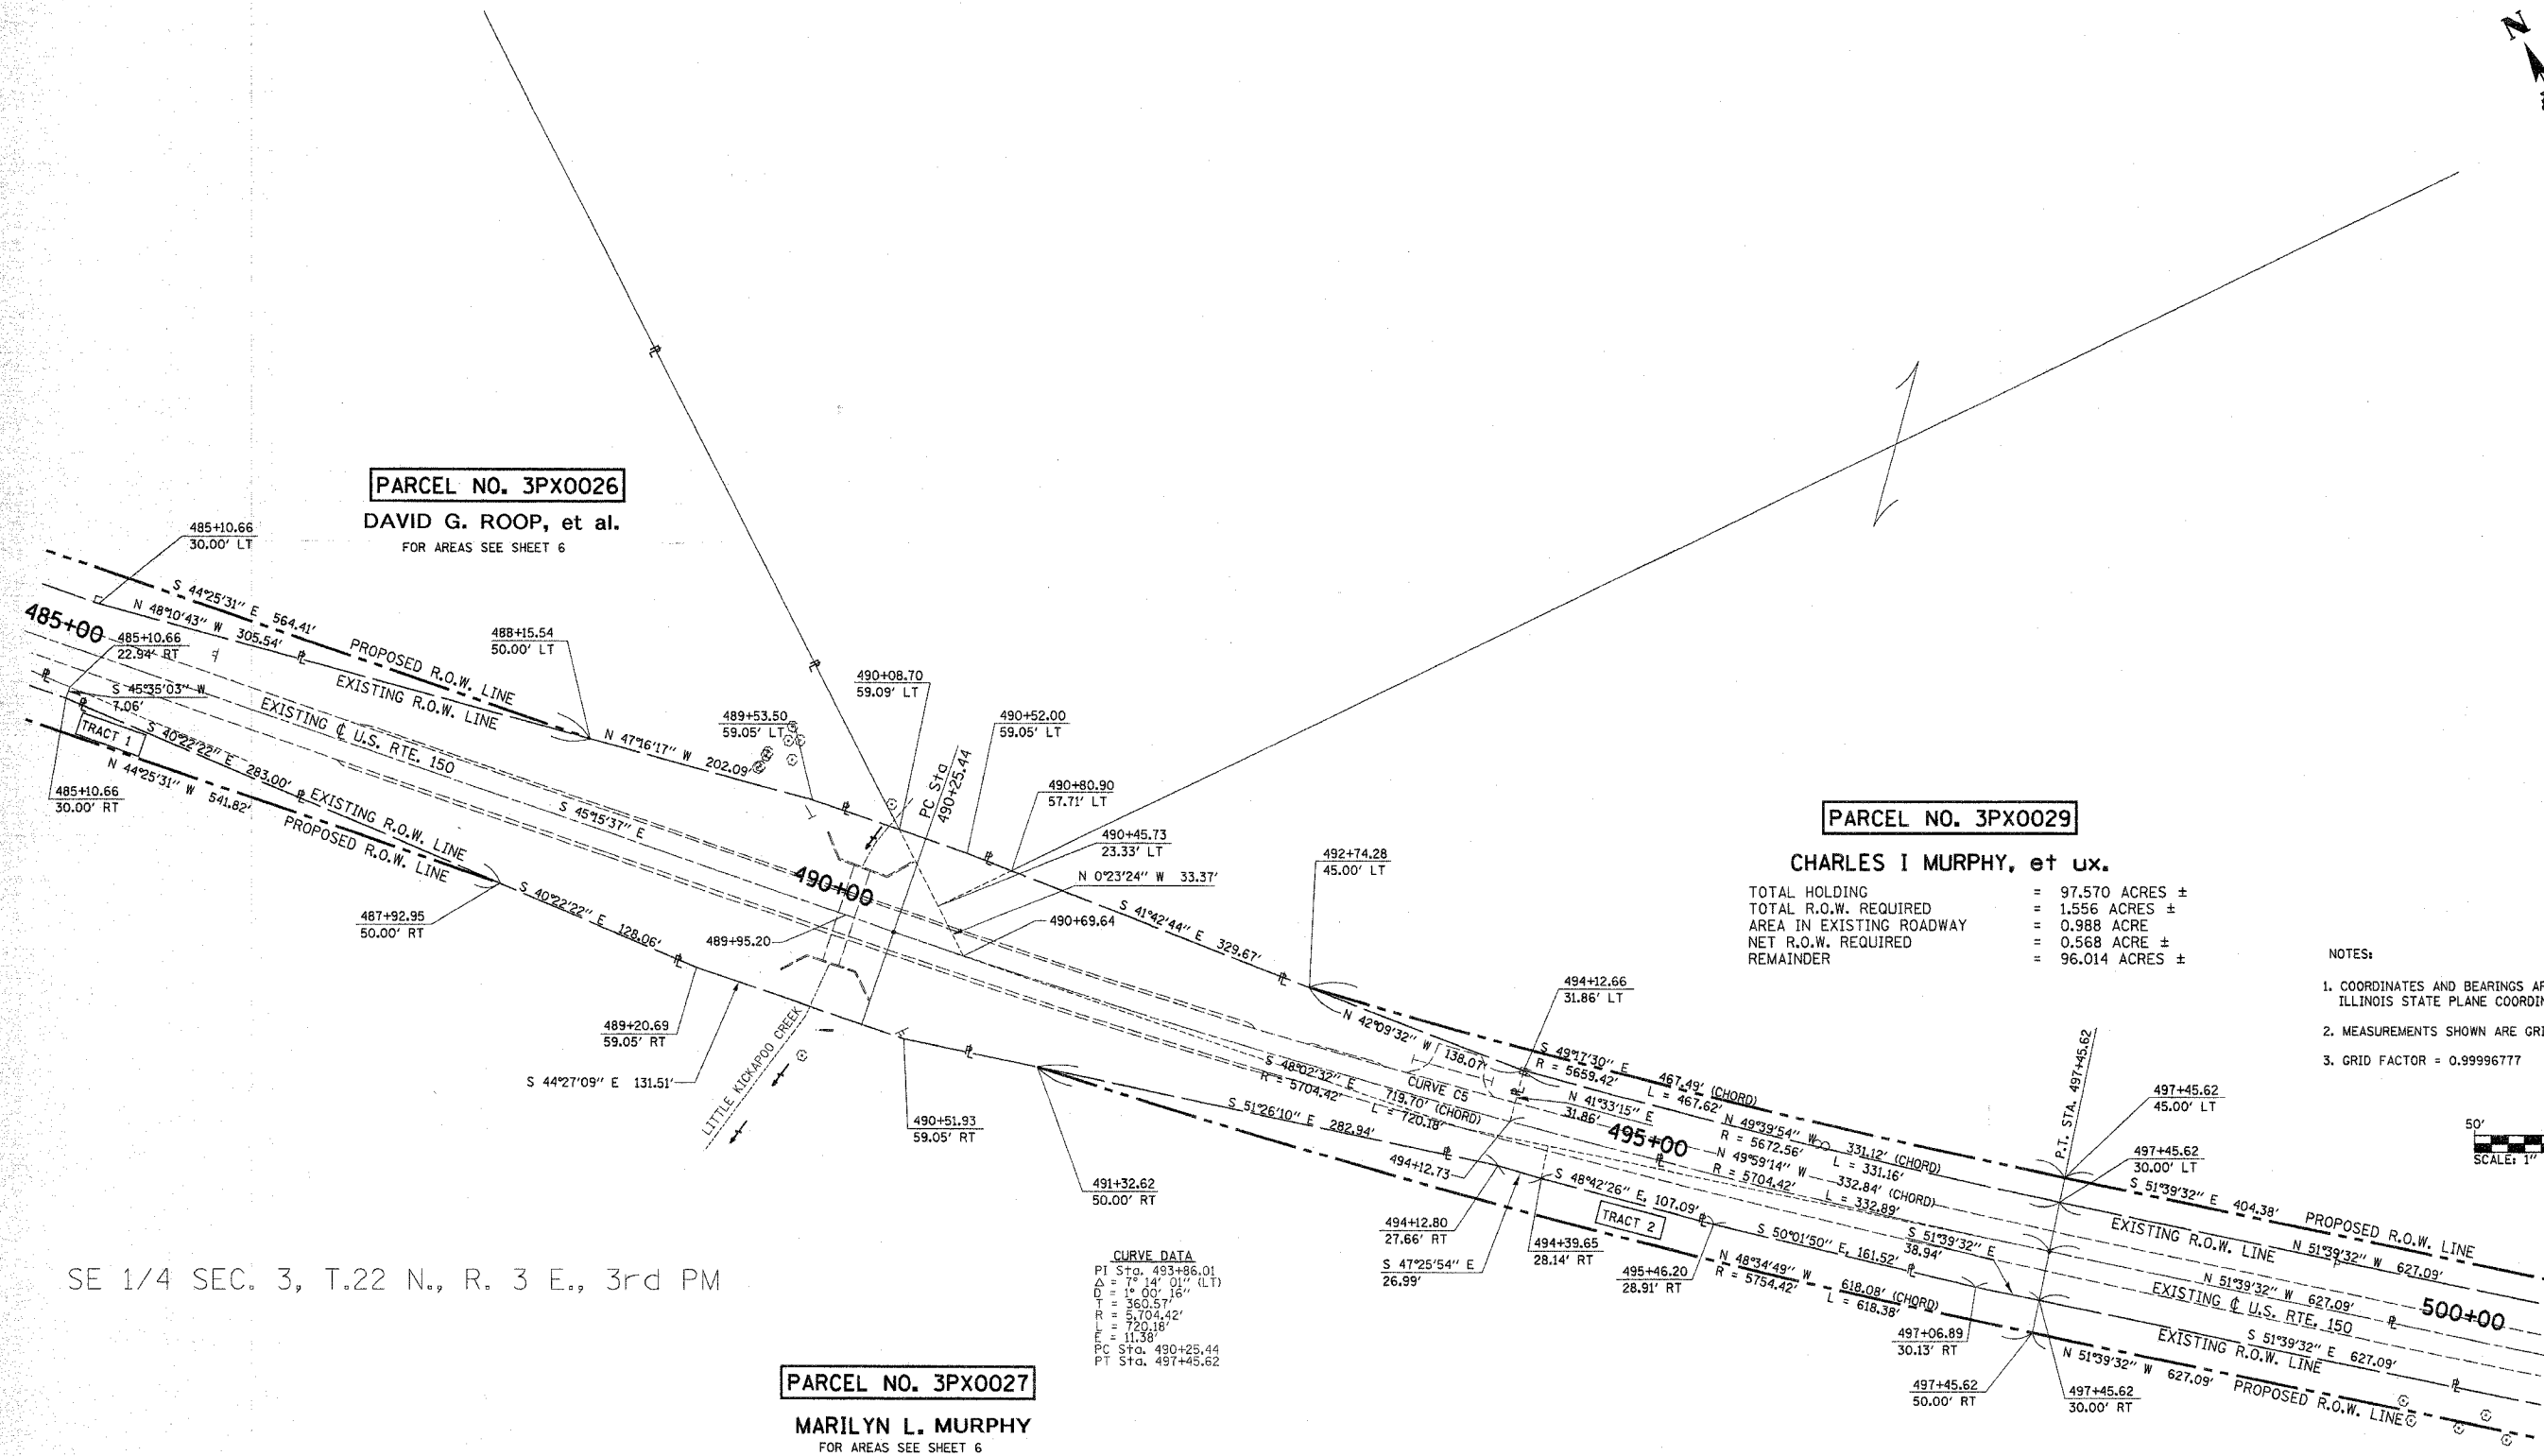 N
PARCEL NO. 3PX0026
DAVID G. ROOP, et al.
FOR AREAS SEE SHEET 6
485+10.66
30.00' LT
S 44°25'31" E 564.41'
PROPOSED R.O.W. LINE
N 48°10'43" W 305.54'
EXISTING R.O.W. LINE
485+00
485+10.66
22.94' RT
S 45°35'03" W
7.06'
TRACT 1
S 40°22'22" E 283.00'
EXISTING R.O.W. LINE
N 44°25'31" W 541.82'
PROPOSED R.O.W. LINE
485+10.66
30.00' RT
EXISTING ℄ U.S. RTE. 150
S 45°15'37" E
488+15.54
50.00' LT
N 47°16'17" W 202.09'
489+53.50
59.05' LT
490+08.70
59.09' LT
PC Sta
490+25.44
490+52.00
59.05' LT
490+80.90
57.71' LT
490+45.73
23.33' LT
N 0°23'24" W 33.37'
490+69.64
490+00
489+95.20
487+92.95
50.00' RT
S 40°22'22" E 128.06'
489+20.69
59.05' RT
S 44°27'09" E 131.51'
LITTLE KICKAPOO CREEK
490+51.93
59.05' RT
491+32.62
50.00' RT
S 41°42'44" E 329.67'
492+74.28
45.00' LT
N 42°09'32" W 138.07'
494+12.66
31.86' LT
S 49°17'30" E 467.49' (CHORD)
R = 5659.42' L = 467.62'
CURVE C5
S 48°02'32" E 719.70' (CHORD)
R = 5704.42' L = 720.18'
N 41°33'15" E
31.86'
495+00
N 49°39'54" W 331.12' (CHORD)
R = 5672.56' L = 331.16'
N 49°59'14" W 332.84' (CHORD)
R = 5704.42' L = 332.89'
S 51°26'10" E 282.94'
494+12.73
494+12.80
27.66' RT
S 47°25'54" E
26.99'
494+39.65
28.14' RT
S 48°42'26" E, 107.09'
TRACT 2
495+46.20
28.91' RT
S 50°01'50" E, 161.52'
S 51°39'32" E
38.94'
N 48°34'49" W 618.08' (CHORD)
R = 5754.42' L = 618.38'
497+06.89
30.13' RT
497+45.62
50.00' RT
497+45.62
30.00' RT
P.T. STA. 497+45.62
497+45.62
45.00' LT
497+45.62
30.00' LT
S 51°39'32" E 404.38'
PROPOSED R.O.W. LINE
EXISTING R.O.W. LINE
N 51°39'32" W 627.09'
N 51°39'32" W 627.09'
EXISTING ℄ U.S. RTE. 150
500+00
S 51°39'32" E 627.09'
EXISTING R.O.W. LINE
N 51°39'32" W 627.09'
PROPOSED R.O.W. LINE
PARCEL NO. 3PX0029
CHARLES I MURPHY, et ux.
TOTAL HOLDING = 97.570 ACRES ±
TOTAL R.O.W. REQUIRED = 1.556 ACRES ±
AREA IN EXISTING ROADWAY = 0.988 ACRE
NET R.O.W. REQUIRED = 0.568 ACRE ±
REMAINDER = 96.014 ACRES ±
NOTES:
1. COORDINATES AND BEARINGS AR
ILLINOIS STATE PLANE COORDIN
2. MEASUREMENTS SHOWN ARE GRI
3. GRID FACTOR = 0.99996777
50'
SCALE: 1"
SE 1/4 SEC. 3, T.22 N., R. 3 E., 3rd PM
CURVE DATA
PI Sta. 493+86.01
Δ = 7° 14' 01" (LT)
D = 1° 00' 16"
T = 360.57'
R = 5,704.42'
L = 720.18'
E = 11.38'
PC Sta. 490+25.44
PT Sta. 497+45.62
PARCEL NO. 3PX0027
MARILYN L. MURPHY
FOR AREAS SEE SHEET 6